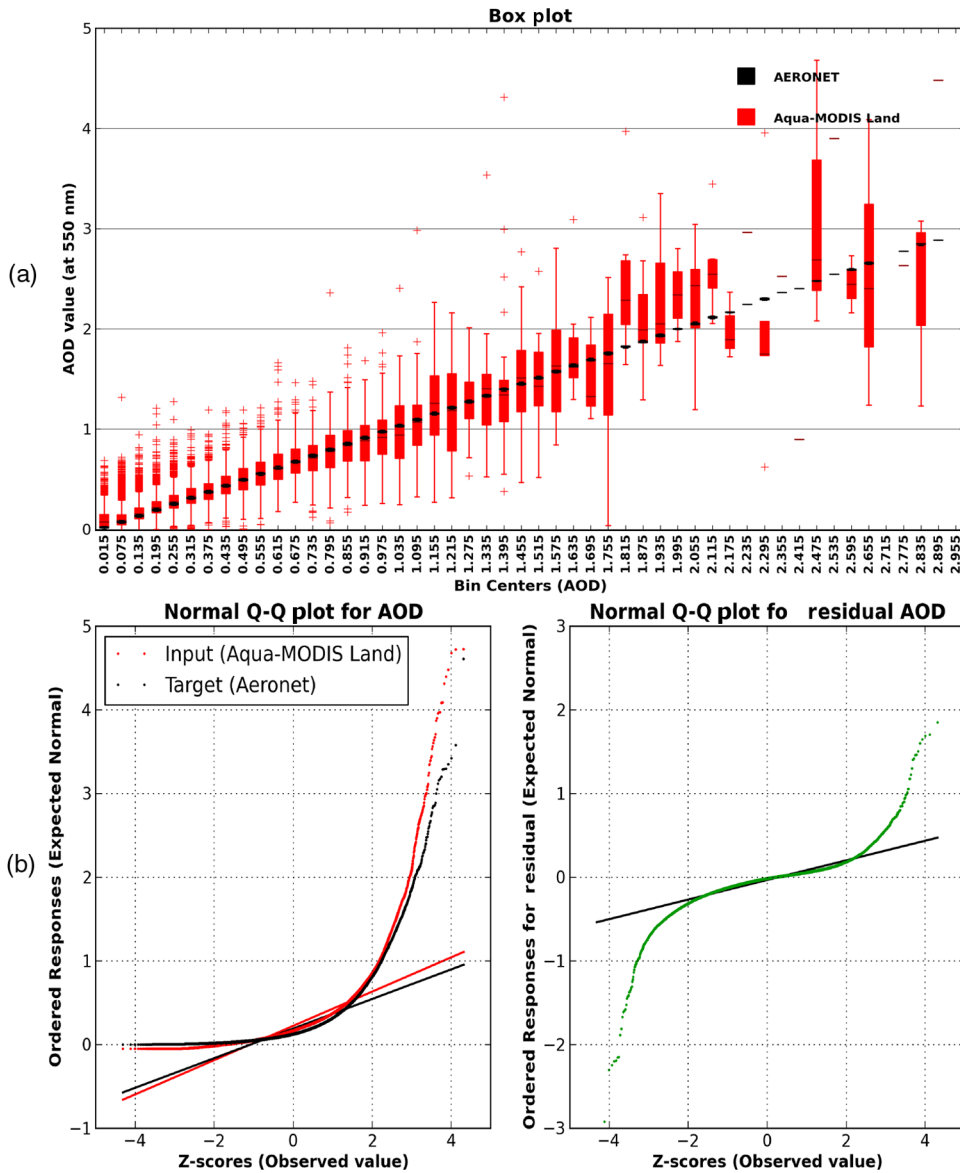 Box plot
(a)
AOD value (at 550 nm)
5
4
3
2
1
0
AERONET
Aqua-MODIS Land
0.015 0.075 0.135 0.195 0.255 0.315 0.375 0.435 0.495 0.555 0.615 0.675 0.735 0.795 0.855 0.915 0.975 1.035 1.095 1.155 1.215 1.275 1.335 1.395 1.455 1.515 1.575 1.635 1.695 1.755 1.815 1.875 1.935 1.995 2.055 2.115 2.175 2.235 2.295 2.355 2.415 2.475 2.535 2.595 2.655 2.715 2.775 2.835 2.895 2.955
Bin Centers (AOD)
(b)
Normal Q-Q plot for AOD
Ordered Responses (Expected Normal)
5
4
3
2
1
0
−1
Input (Aqua-MODIS Land)
Target (Aeronet)
−4 −2 0 2 4
Z-scores (Observed value)
Normal Q-Q plot fo residual AOD
Ordered Responses for residual (Expected Normal)
3
2
1
0
−1
−2
−3
−4 −2 0 2 4
Z-scores (Observed value)